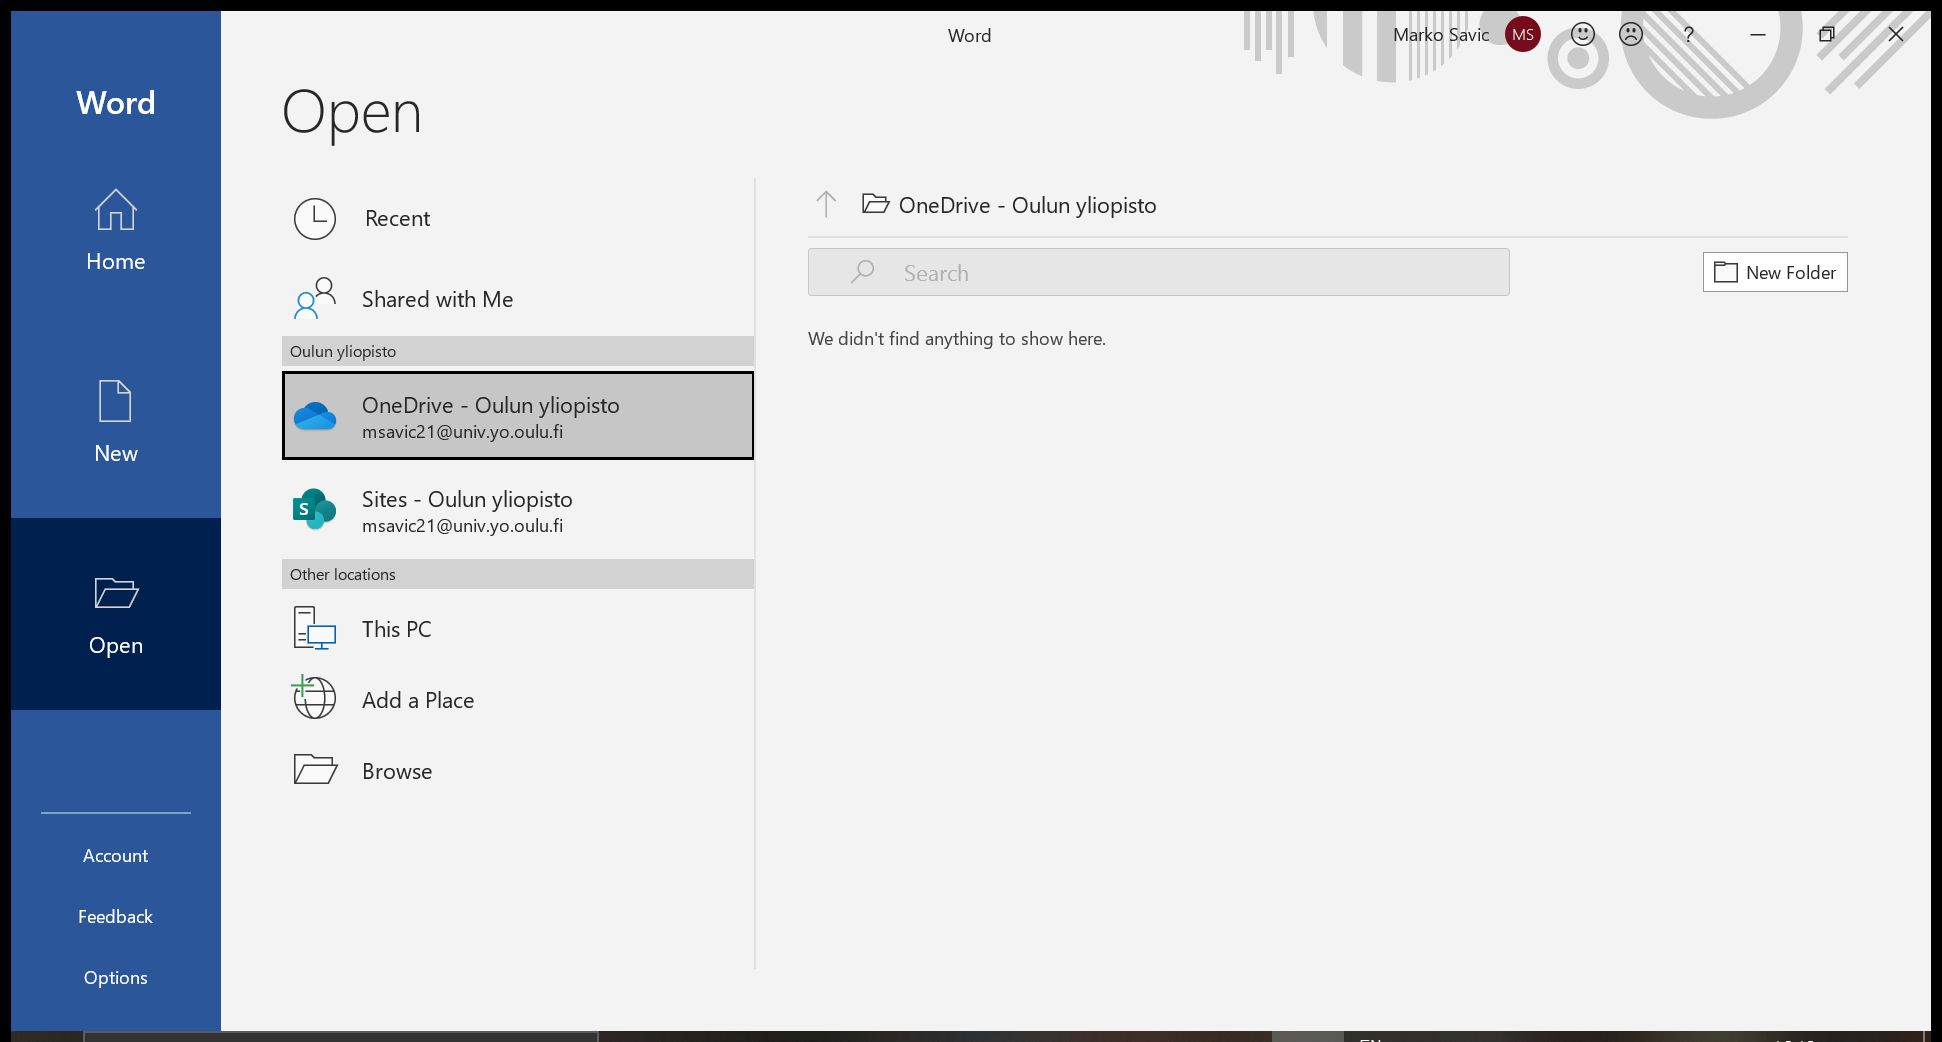 Word
Marko Savic
MS
?
Word
Home
New
Open
Account
Feedback
Options
Open
Recent
Shared with Me
Oulun yliopisto
OneDrive - Oulun yliopisto
msavic21@univ.yo.oulu.fi
S
Sites - Oulun yliopisto
msavic21@univ.yo.oulu.fi
Other locations
This PC
Add a Place
Browse
OneDrive - Oulun yliopisto
Search
New Folder
We didn't find anything to show here.